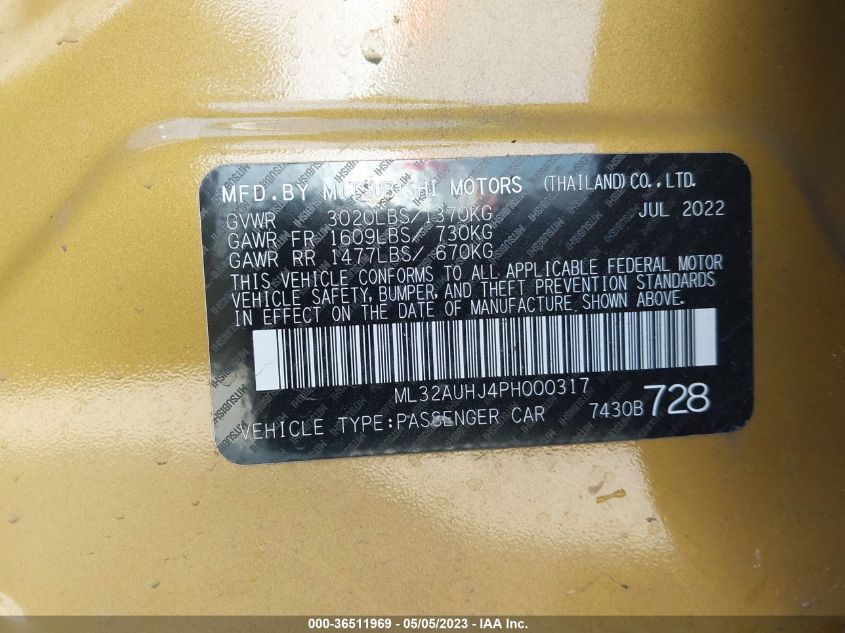 MFD.BY MITSUBISHI MOTORS (THAILAND)CO.,LTD.
GVWR 3020LBS/1370KG JUL 2022
GAWR FR 1609LBS/ 730KG
GAWR RR 1477LBS/ 670KG
THIS VEHICLE CONFORMS TO ALL APPLICABLE FEDERAL MOTOR
VEHICLE SAFETY, BUMPER, AND THEFT PREVENTION STANDARDS
IN EFFECT ON THE DATE OF MANUFACTURE SHOWN ABOVE.
ML32AUHJ4PH000317
VEHICLE TYPE:PASSENGER CAR 7430B 728
000-36511969 - 05/05/2023 - IAA Inc.